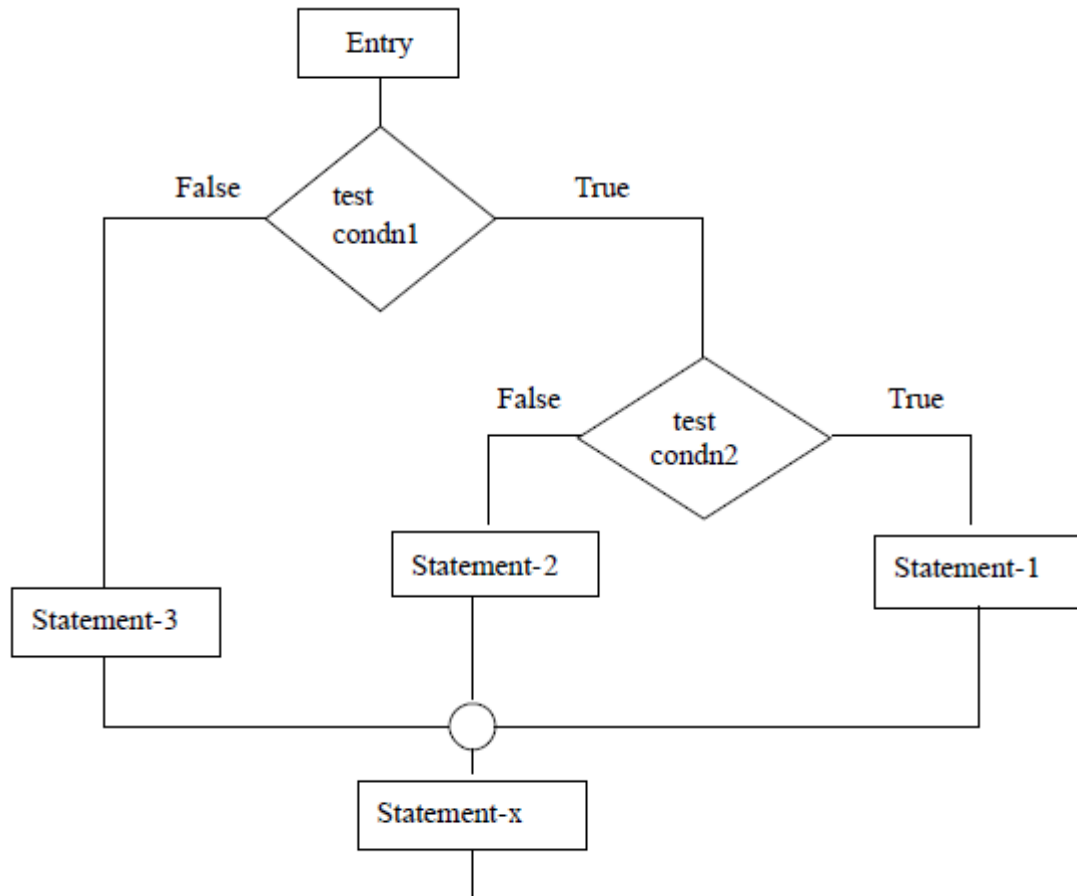 Entry
False
True
test
condn1
False
True
test
condn2
Statement-2
Statement-1
Statement-3
Statement-x